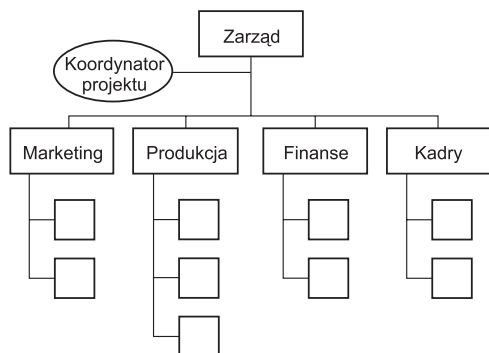 Zarząd
Koordynator
projektu
Marketing
Produkcja
Finanse
Kadry